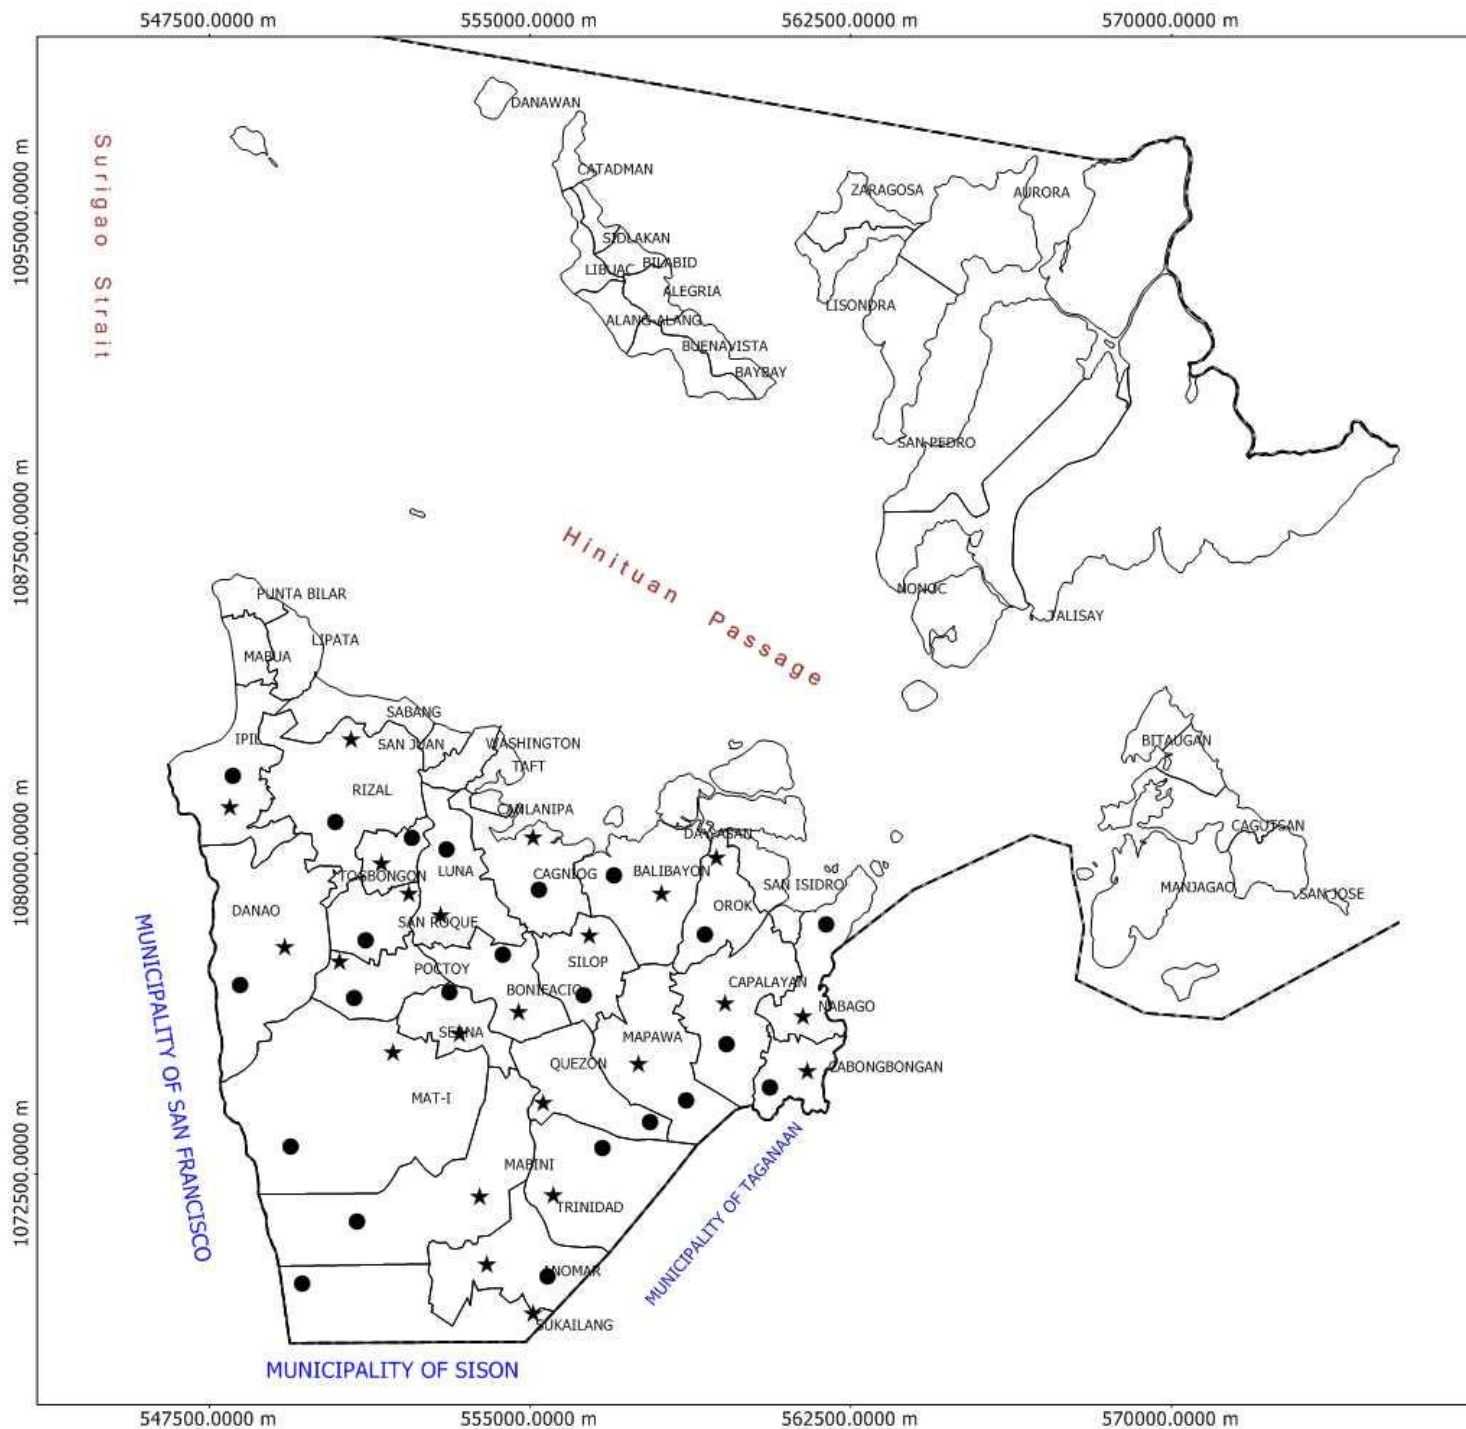 547500.0000 m 555000.0000 m 562500.0000 m 570000.0000 m
1095000.0000 m
1087500.0000 m
1080000.0000 m
1072500.0000 m
Surigao Strait
DANAWAN
CATADMAN
ZARAGOSA
AURORA
SIDLAKAN
BILABID
LIBUAC
ALEGRIA
LISONDRA
ALANG-ALANG
BUENAVISTA
BAYBAY
SAN PEDRO
Hinituan Passage
NONOC
TALISAY
PUNTA BILAR
LIPATA
MABUA
SABANG
IPIL
SAN JUAN
WASHINGTON
TAFT
BITAUGAN
RIZAL
CANLANIPA
CAGUTSAN
DAYASAN
TOGBONGON
LUNA
CAGNIOG
BALIBAYON
SAN ISIDRO
MANJAGAO
SAN JOSE
DANAO
SAN ROQUE
OROK
POCTOY
SILOP
CAPALAYAN
BONIFACIO
NABAGO
SERNA
MAPAWA
QUEZON
CABONGBONGAN
MAT-I
MABINI
TRINIDAD
ANOMAR
SUKAILANG
MUNICIPALITY OF SAN FRANCISCO
MUNICIPALITY OF TAGANAAN
MUNICIPALITY OF SISON
547500.0000 m 555000.0000 m 562500.0000 m 570000.0000 m